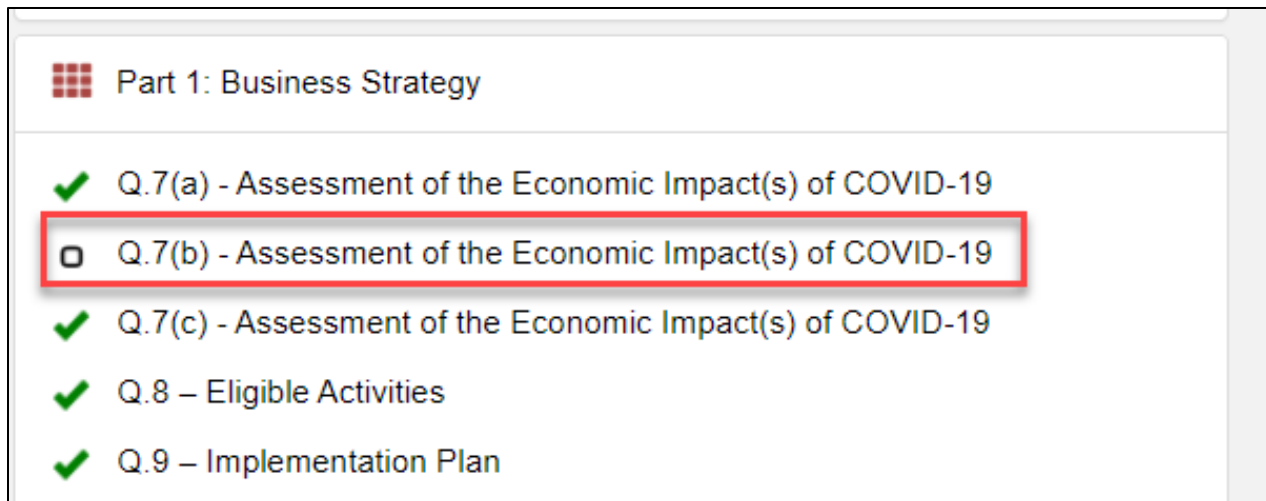 Part 1: Business Strategy
Q.7(a) - Assessment of the Economic Impact(s) of COVID-19
Q.7(b) - Assessment of the Economic Impact(s) of COVID-19
Q.7(c) - Assessment of the Economic Impact(s) of COVID-19
Q.8 – Eligible Activities
Q.9 – Implementation Plan